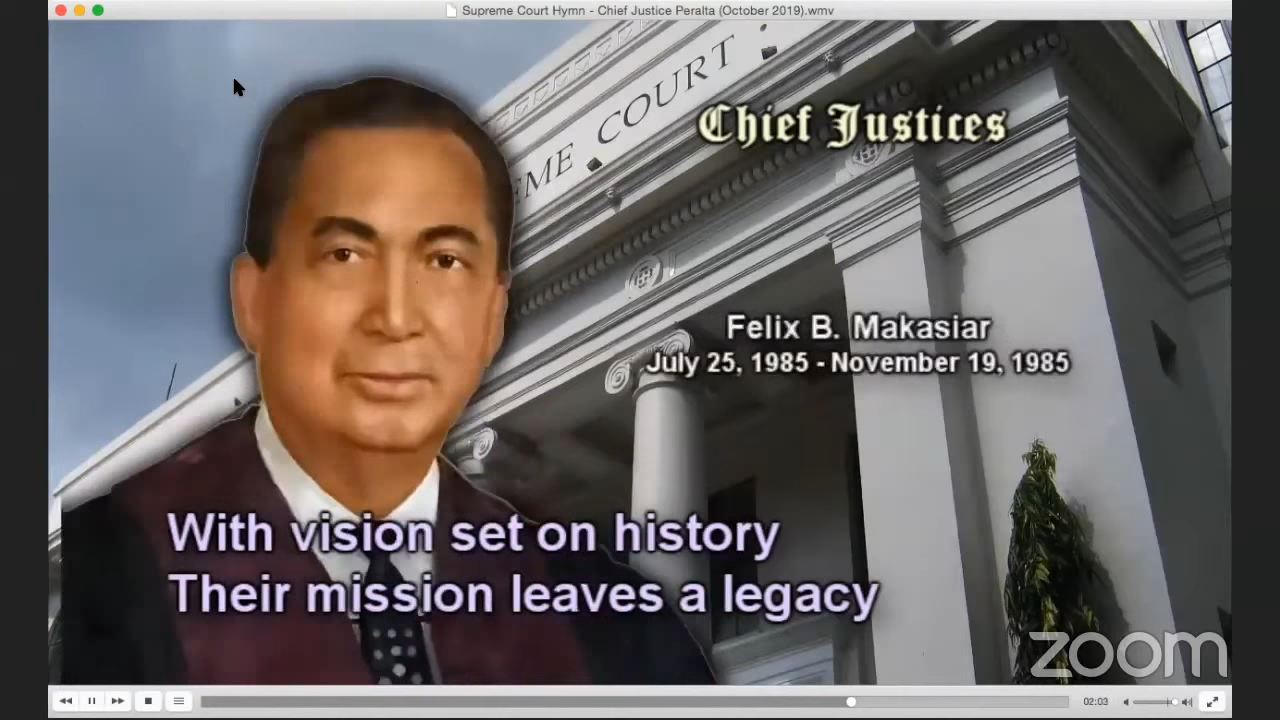 Supreme Court Hymn - Chief Justice Peralta (October 2019).wmv
EME COURT
Chief Justices
Felix B. Makasiar
July 25, 1985 - November 19, 1985
With vision set on history
Their mission leaves a legacy
zoom
02:03